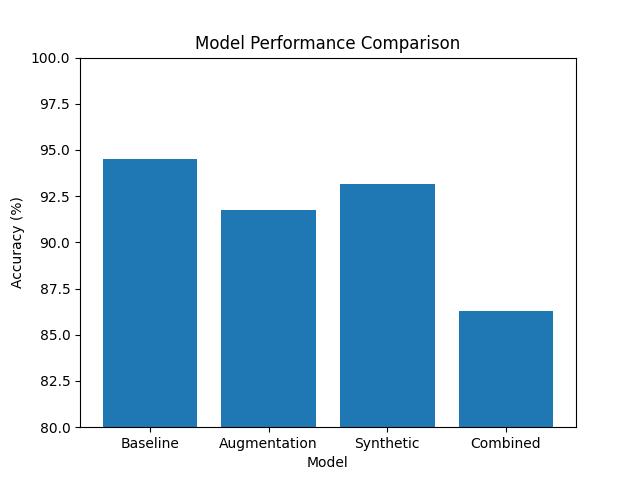 Model Performance Comparison
Accuracy (%)
100.0
97.5
95.0
92.5
90.0
87.5
85.0
82.5
80.0
Baseline Augmentation Synthetic Combined
Model